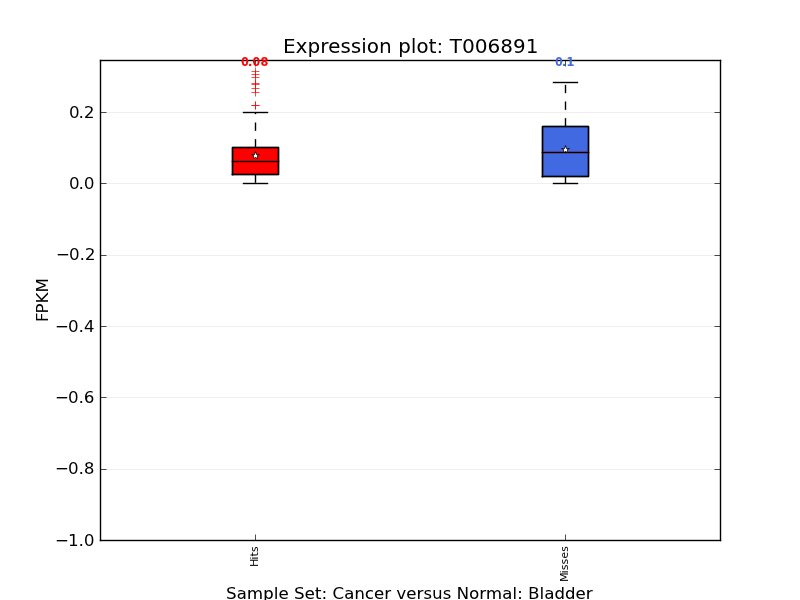 Expression plot: T006891
0.08
0.1
0.2
0.0
−0.2
−0.4
−0.6
−0.8
−1.0
FPKM
Hits
Misses
Sample Set: Cancer versus Normal: Bladder